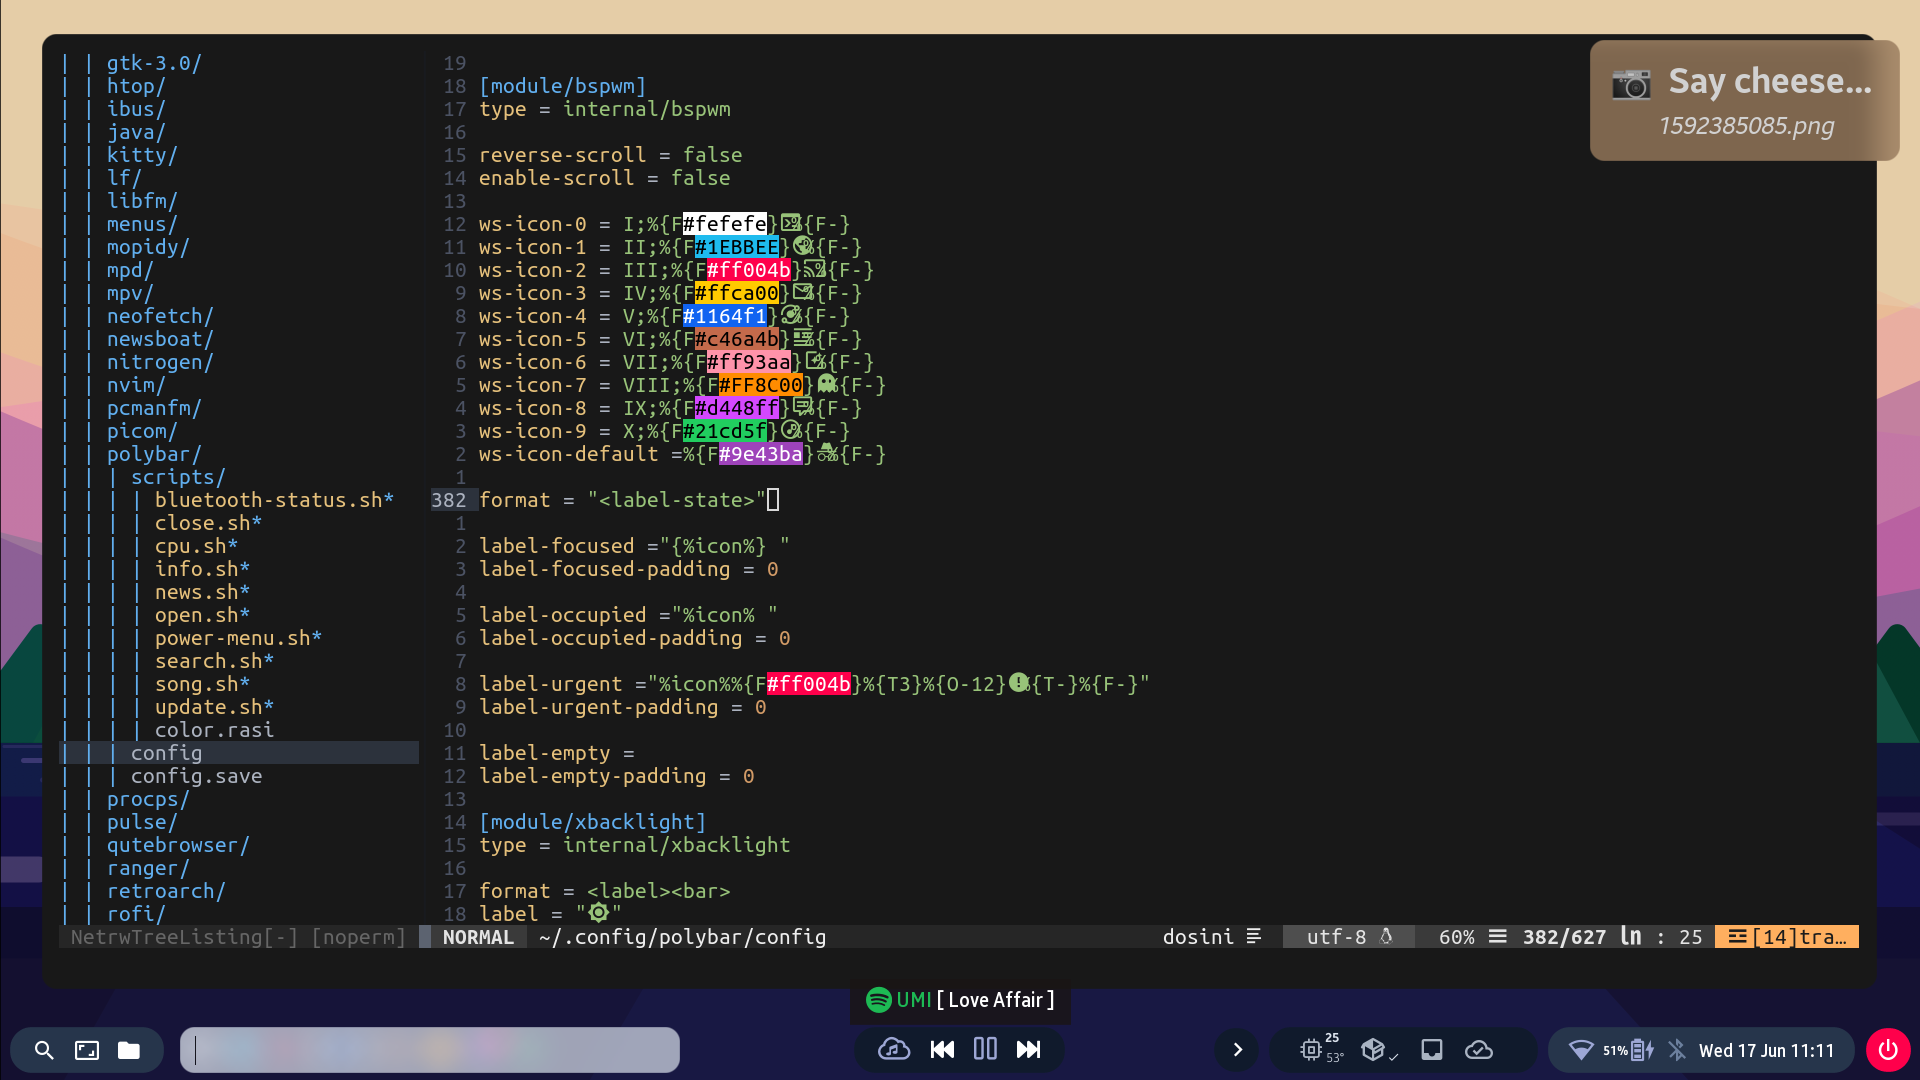 gtk-3.0/
htop/
ibus/
java/
kitty/
lf/
libfm/
menus/
mopidy/
mpd/
mpv/
neofetch/
newsboat/
nitrogen/
nvim/
pcmanfm/
picom/
polybar/
scripts/
bluetooth-status.sh*
close.sh*
cpu.sh*
info.sh*
news.sh*
open.sh*
power-menu.sh*
search.sh*
song.sh*
update.sh*
color.rasi
config
config.save
procps/
pulse/
qutebrowser/
ranger/
retroarch/
rofi/
19
18 [module/bspwm]
17 type = internal/bspwm
16
15 reverse-scroll = false
14 enable-scroll = false
13
12 ws-icon-0 = I;%{F#fefefe}%{F-}
11 ws-icon-1 = II;%{F#1EBBEE}%{F-}
10 ws-icon-2 = III;%{F#ff004b}%{F-}
9 ws-icon-3 = IV;%{F#ffca00}%{F-}
8 ws-icon-4 = V;%{F#1164f1}%{F-}
7 ws-icon-5 = VI;%{F#c46a4b}%{F-}
6 ws-icon-6 = VII;%{F#ff93aa}%{F-}
5 ws-icon-7 = VIII;%{F#FF8C00}%{F-}
4 ws-icon-8 = IX;%{F#d448ff}%{F-}
3 ws-icon-9 = X;%{F#21cd5f}%{F-}
2 ws-icon-default =%{F#9e43ba}%{F-}
1
382 format = "<label-state>"
1
2 label-focused ="{%icon%} "
3 label-focused-padding = 0
4
5 label-occupied ="%icon% "
6 label-occupied-padding = 0
7
8 label-urgent ="%icon%%{F#ff004b}%{T3}%{O-12}%{T-}%{F-}"
9 label-urgent-padding = 0
10
11 label-empty =
12 label-empty-padding = 0
13
14 [module/xbacklight]
15 type = internal/xbacklight
16
17 format = <label><bar>
18 label = ""
NetrwTreeListing[-] [noperm] NORMAL ~/.config/polybar/config dosini utf-8 60% 382/627 ln : 25 [14]tra…
Say cheese...
1592385085.png
UMI [ Love Affair ]
25
53°
51%
Wed 17 Jun 11:11